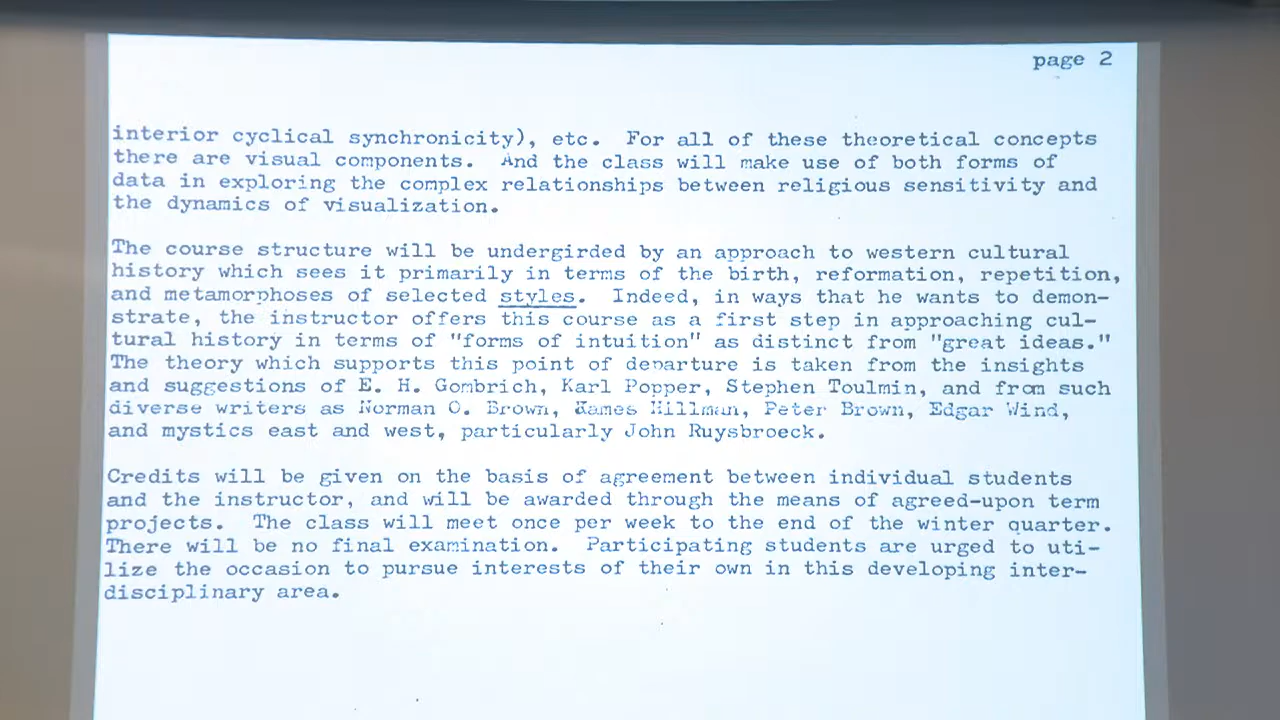 page 2
interior cyclical synchronicity), etc. For all of these theoretical concepts
there are visual components. And the class will make use of both forms of
data in exploring the complex relationships between religious sensitivity and
the dynamics of visualization.
The course structure will be undergirded by an approach to western cultural
history which sees it primarily in terms of the birth, reformation, repetition,
and metamorphoses of selected styles. Indeed, in ways that he wants to demon-
strate, the instructor offers this course as a first step in approaching cul-
tural history in terms of "forms of intuition" as distinct from "great ideas."
The theory which supports this point of departure is taken from the insights
and suggestions of E. H. Gombrich, Karl Popper, Stephen Toulmin, and from such
diverse writers as Norman O. Brown, James Hillman, Peter Brown, Edgar Wind,
and mystics east and west, particularly John Ruysbroeck.
Credits will be given on the basis of agreement between individual students
and the instructor, and will be awarded through the means of agreed-upon term
projects. The class will meet once per week to the end of the winter quarter.
There will be no final examination. Participating students are urged to uti-
lize the occasion to pursue interests of their own in this developing inter-
disciplinary area.